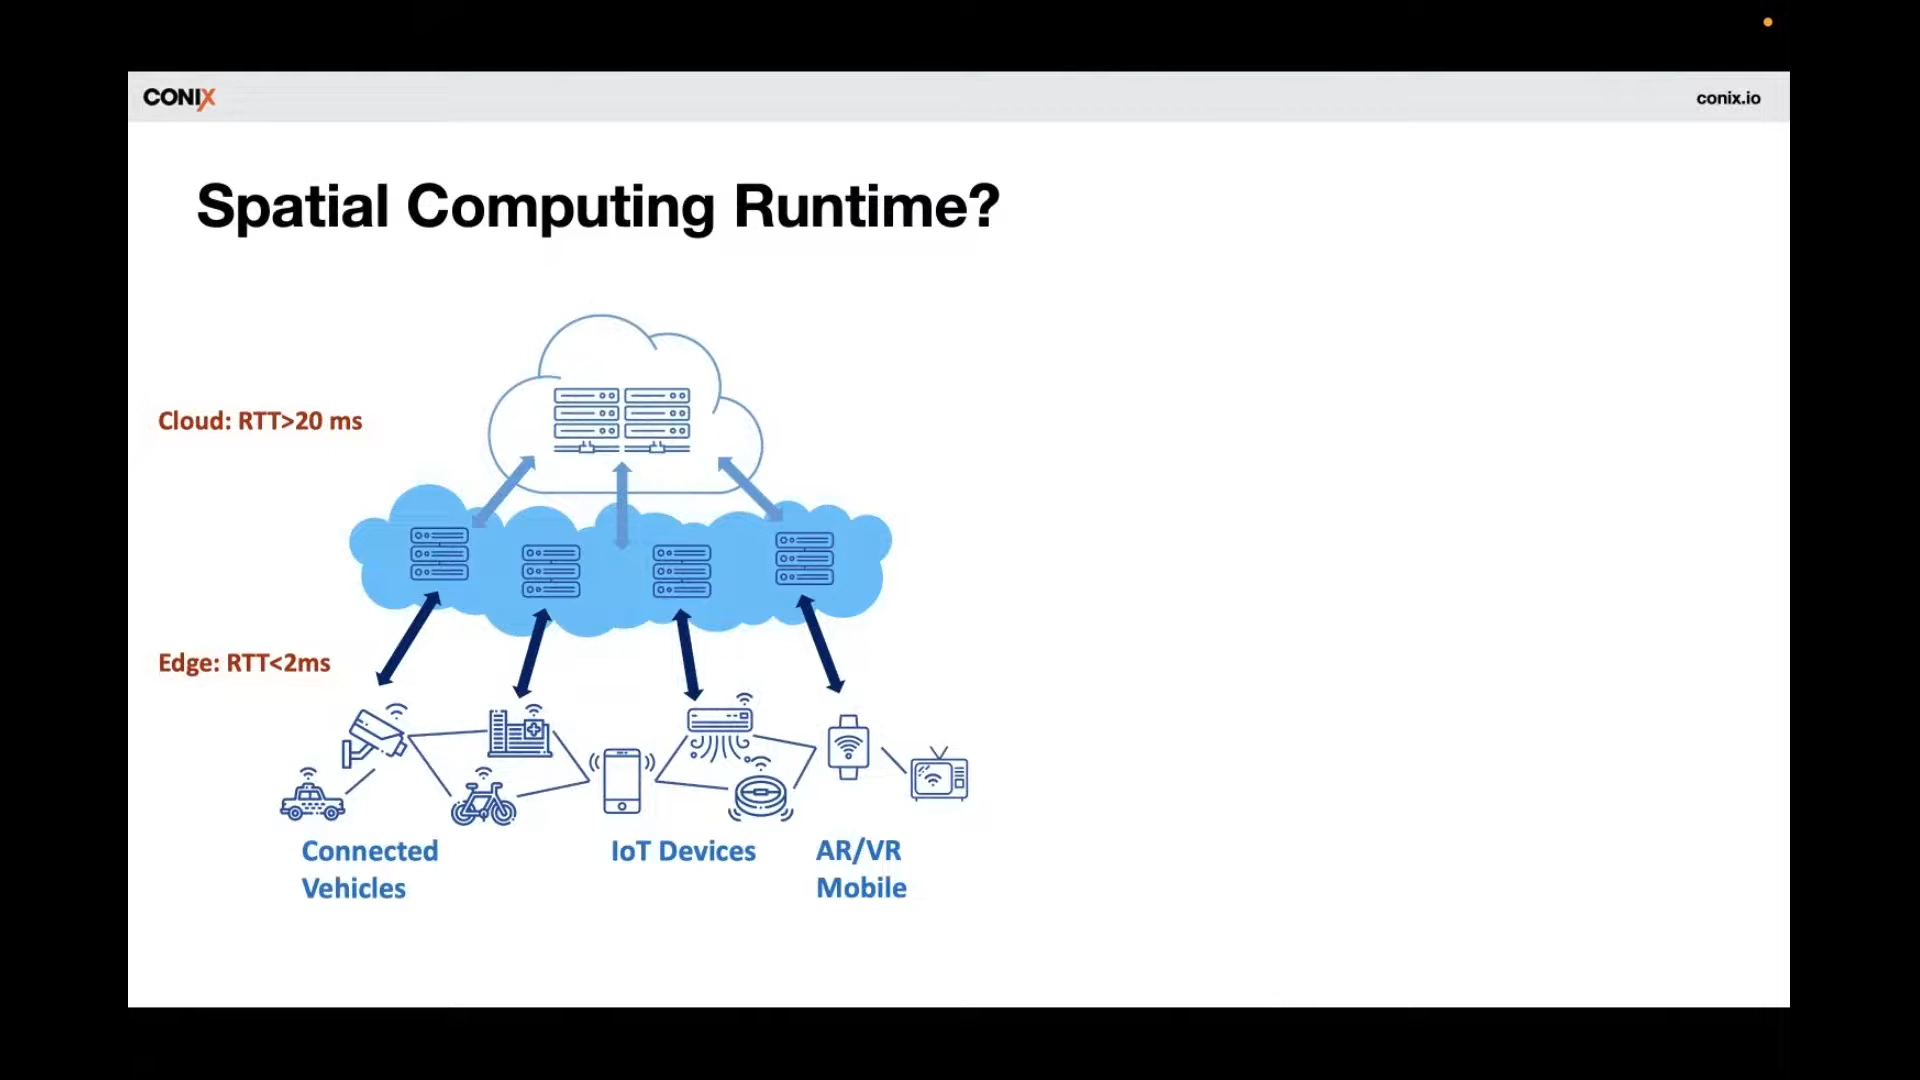 CONIX
conix.io
Spatial Computing Runtime?
Cloud: RTT>20 ms
Edge: RTT<2ms
Connected
Vehicles
IoT Devices
AR/VR
Mobile